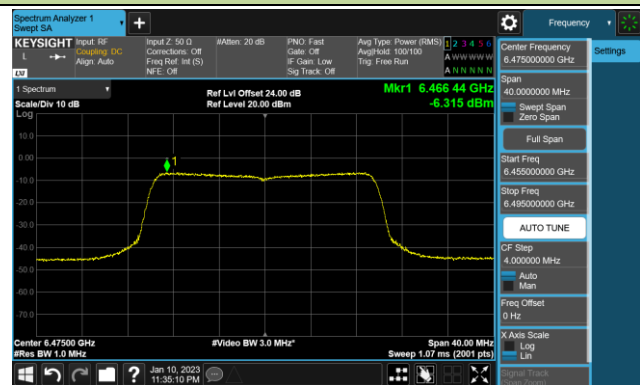 Spectrum Analyzer 1
Swept SA
+
Frequency
KEYSIGHT
L
LXI
Input: RF
Coupling: DC
Align: Auto
Input Z: 50 Ω
Corrections: Off
Freq Ref: Int (S)
NFE: Off
#Atten: 20 dB
PNO: Fast
Gate: Off
IF Gain: Low
Sig Track: Off
Avg Type: Power (RMS)
Avg|Hold: 100/100
Trig: Free Run
1 2 3 4 5 6
A W W W W W
A N N N N N
1 Spectrum
Scale/Div 10 dB
Log
Ref Lvl Offset 24.00 dB
Ref Level 20.00 dBm
Mkr1 6.466 44 GHz
-6.315 dBm
1
10.0
0.00
-10.0
-20.0
-30.0
-40.0
-50.0
-60.0
-70.0
Center 6.47500 GHz
#Res BW 1.0 MHz
#Video BW 3.0 MHz*
Span 40.00 MHz
Sweep 1.07 ms (2001 pts)
Center Frequency
6.475000000 GHz
Settings
Span
40.0000000 MHz
Swept Span
Zero Span
Full Span
Start Freq
6.455000000 GHz
Stop Freq
6.495000000 GHz
AUTO TUNE
CF Step
4.000000 MHz
Auto
Man
Freq Offset
0 Hz
X Axis Scale
Log
Lin
Signal Track
(Span Zoom)
?
Jan 10, 2023
11:35:10 PM